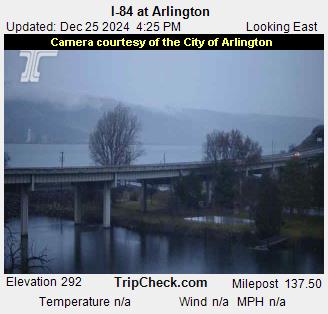 I-84 at Arlington
Updated: Dec 25 2024 4:25 PM Looking East
Camera courtesy of the City of Arlington
Elevation 292 TripCheck.com Milepost 137.50
Temperature n/a Wind n/a MPH n/a